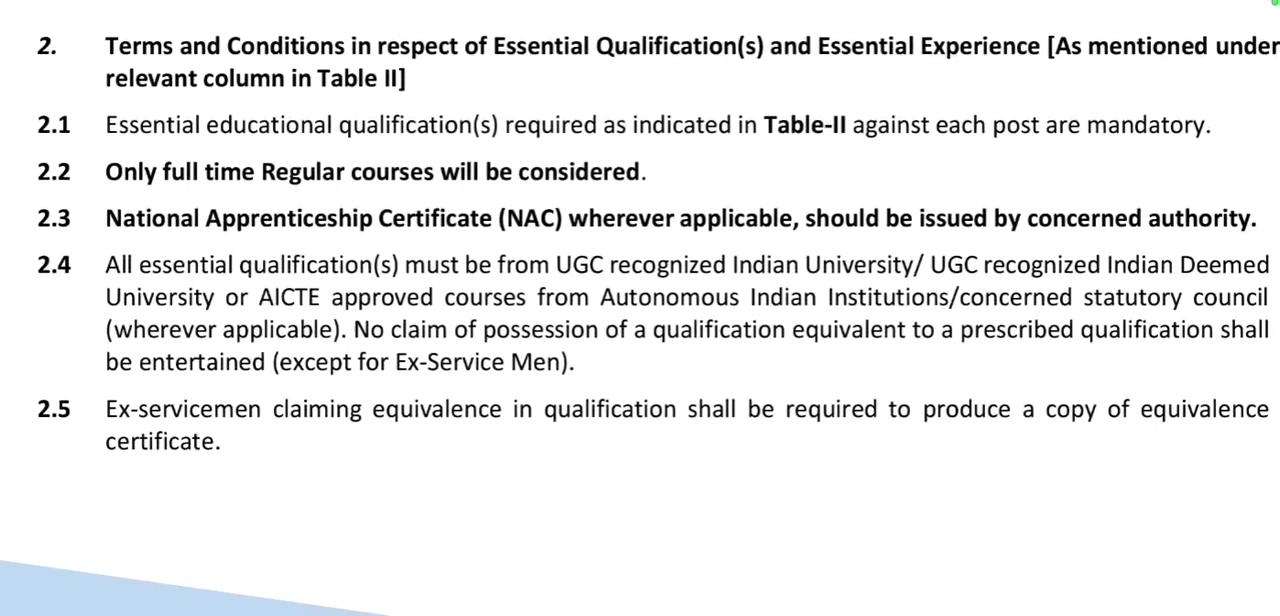 2. Terms and Conditions in respect of Essential Qualification(s) and Essential Experience [As mentioned under
relevant column in Table II]
2.1 Essential educational qualification(s) required as indicated in Table-II against each post are mandatory.
2.2 Only full time Regular courses will be considered.
2.3 National Apprenticeship Certificate (NAC) wherever applicable, should be issued by concerned authority.
2.4 All essential qualification(s) must be from UGC recognized Indian University/ UGC recognized Indian Deemed
University or AICTE approved courses from Autonomous Indian Institutions/concerned statutory council
(wherever applicable). No claim of possession of a qualification equivalent to a prescribed qualification shall
be entertained (except for Ex-Service Men).
2.5 Ex-servicemen claiming equivalence in qualification shall be required to produce a copy of equivalence
certificate.